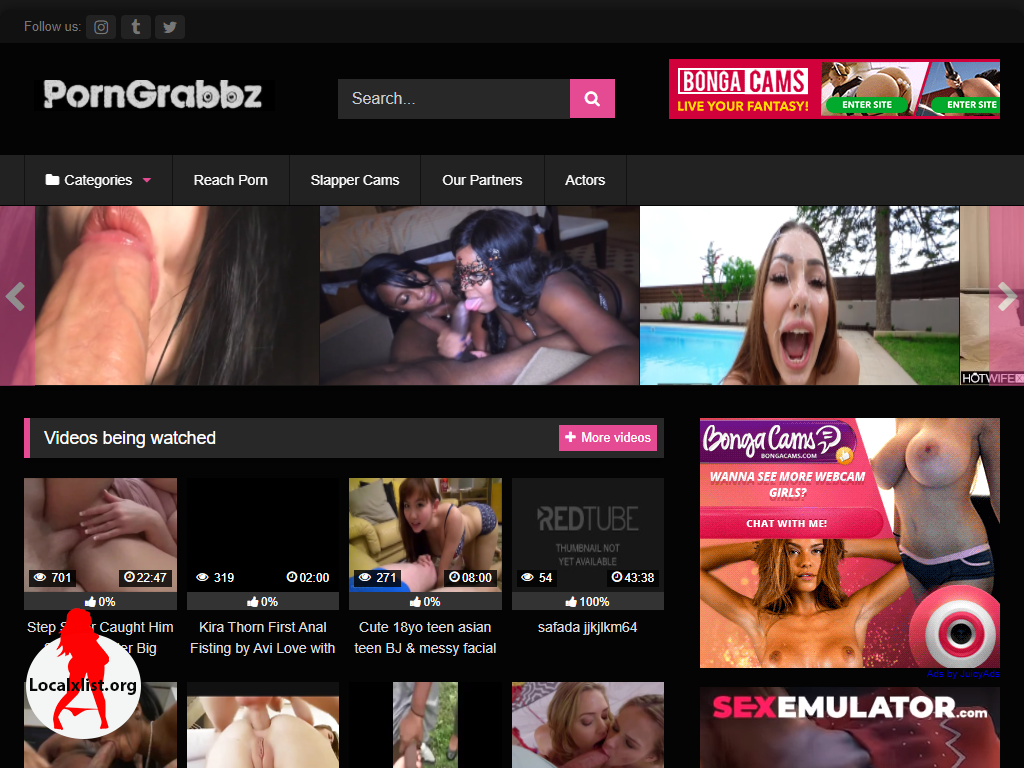 Follow us:
PornGrabbz
Search...
BONGA CAMS
LIVE YOUR FANTASY!
ENTER SITE
ENTER SITE
Categories
Reach Porn
Slapper Cams
Our Partners
Actors
HOTWIFEX
Videos being watched
More videos
BongaCams
BONGACAMS.COM
WANNA SEE MORE WEBCAM
GIRLS?
CHAT WITH ME!
701
22:47
319
02:00
271
08:00
REDTUBE
THUMBNAIL NOT
YET AVAILABLE
54
43:38
0%
0%
0%
100%
Step Caught Him
Big
Kira Thorn First Anal
Fisting by Avi Love with
Cute 18yo teen asian
teen BJ & messy facial
safada jjkjlkm64
Localxlist.org
Ads by JuicyAds
SEXEMULATOR.com